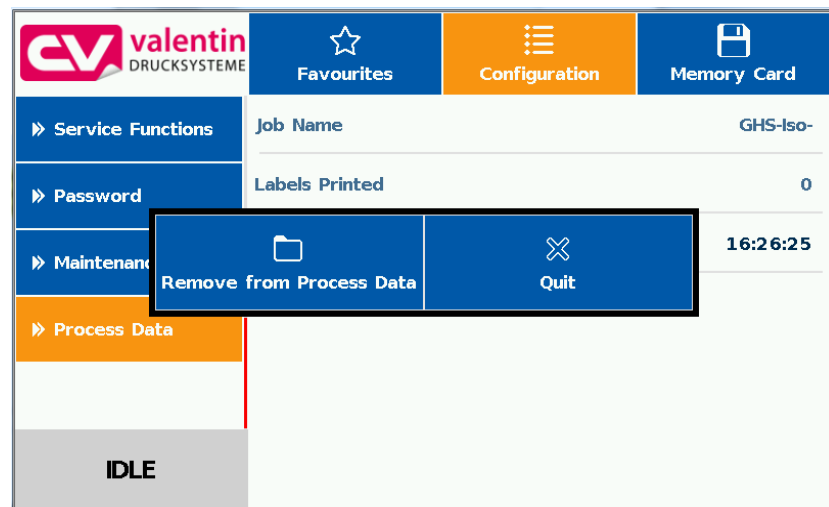 valentin
DRUCKSYSTEME
Favourites
Configuration
Memory Card
Service Functions
Job Name
GHS-Iso-
Password
Labels Printed
0
Maintenanc
16:26:25
Remove from Process Data
Quit
Process Data
IDLE